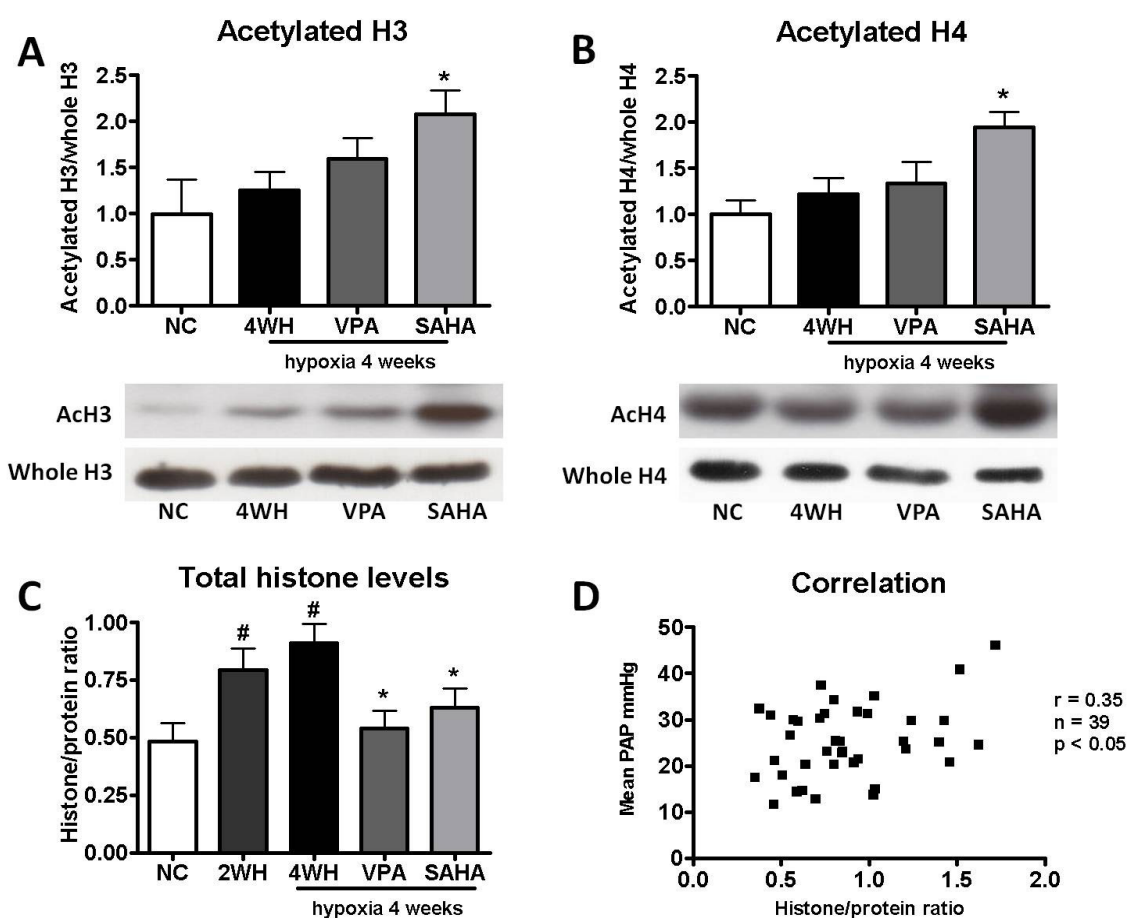 A
Acetylated H3
Acetylated H3/whole H3
2.5
2.0
1.5
1.0
0.5
0.0
*
NC 4WH VPA SAHA
hypoxia 4 weeks
AcH3
Whole H3
NC 4WH VPA SAHA
B
Acetylated H4
Acetylated H4/whole H4
2.5
2.0
1.5
1.0
0.5
0.0
*
NC 4WH VPA SAHA
hypoxia 4 weeks
AcH4
Whole H4
NC 4WH VPA SAHA
C
Total histone levels
Histone/protein ratio
1.00
0.75
0.50
0.25
0.00
# # * *
NC 2WH 4WH VPA SAHA
hypoxia 4 weeks
D
Correlation
Mean PAP mmHg
50
40
30
20
10
0
0.0 0.5 1.0 1.5 2.0
Histone/protein ratio
r = 0.35
n = 39
p < 0.05